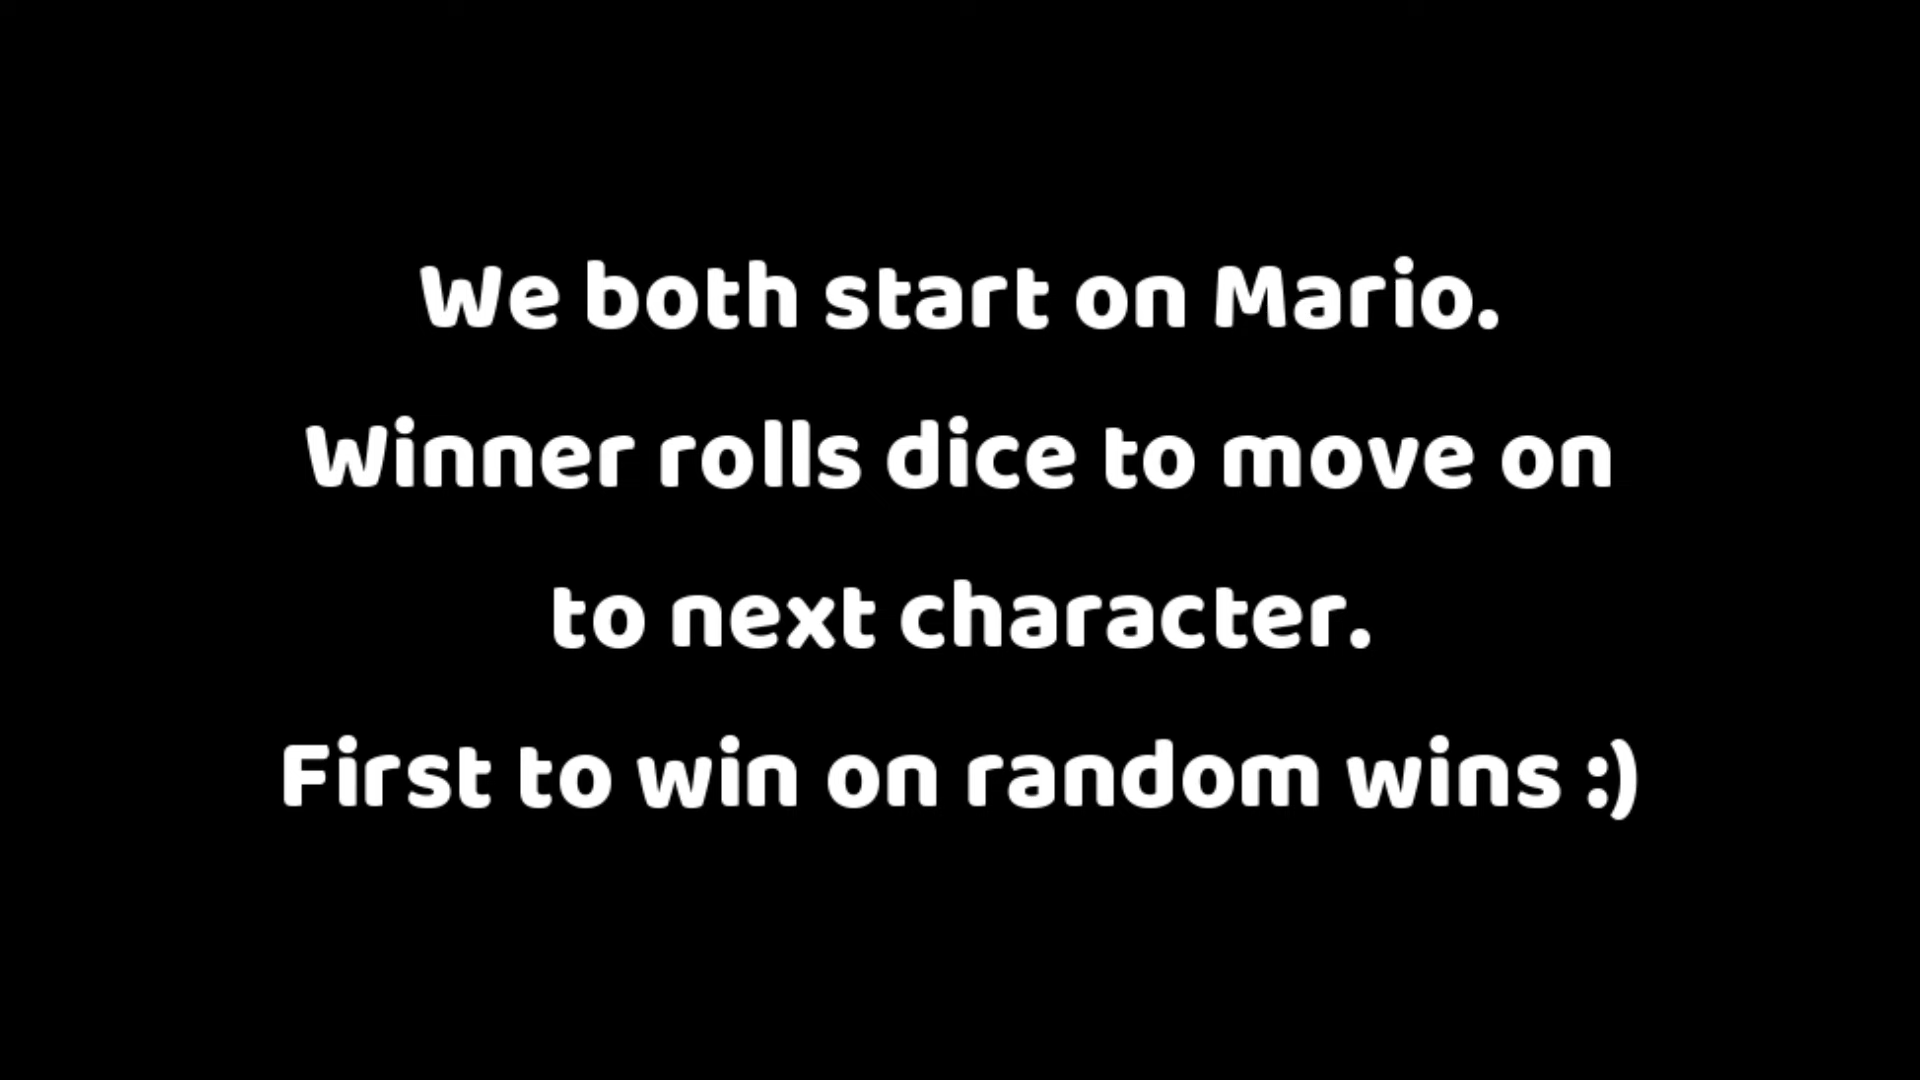 We both start on Mario.
Winner rolls dice to move on
to next character.
First to win on random wins :)